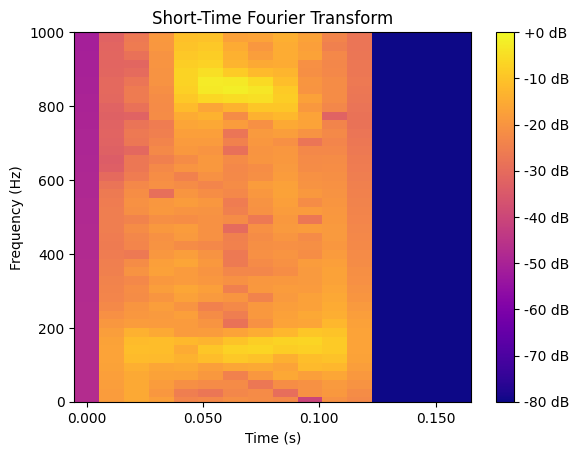 Short-Time Fourier Transform
Frequency (Hz)
1000
800
600
400
200
0
0.000
0.050
0.100
0.150
Time (s)
+0 dB
-10 dB
-20 dB
-30 dB
-40 dB
-50 dB
-60 dB
-70 dB
-80 dB